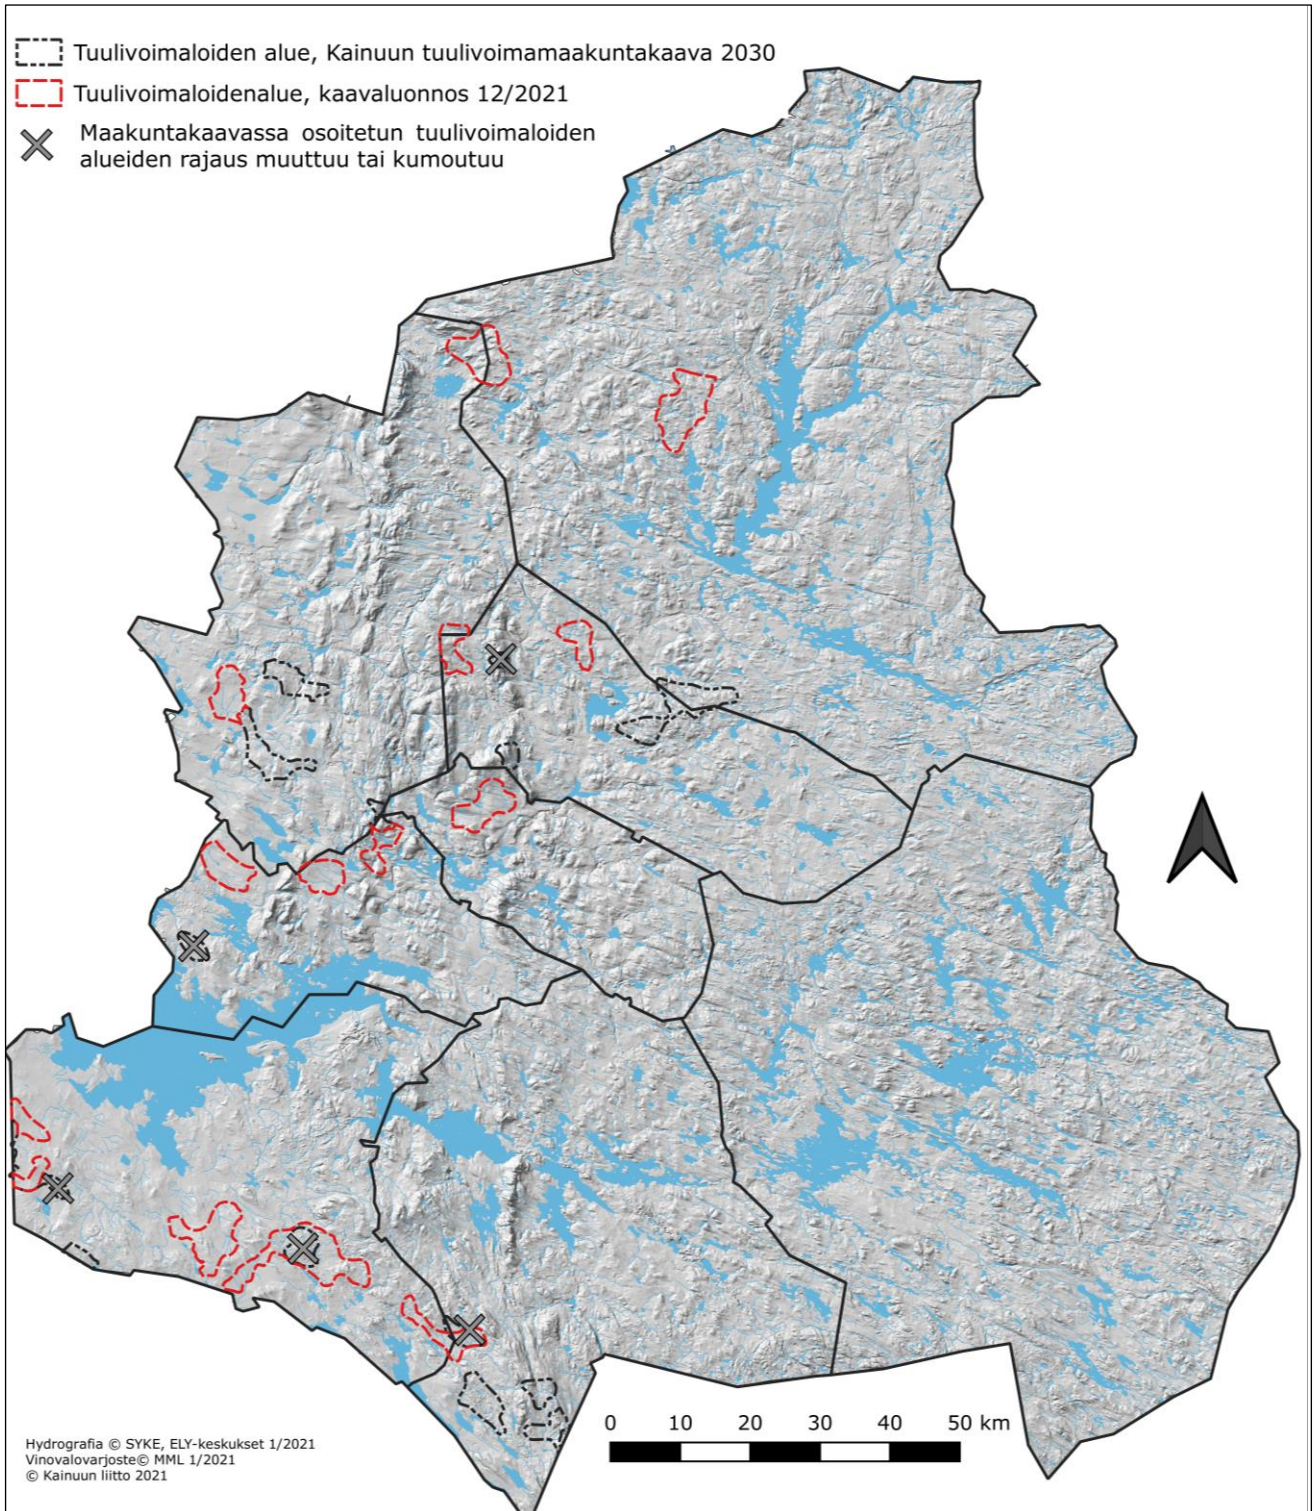 Tuulivoimaloiden alue, Kainuun tuulivoimamaakuntakaava 2030
Tuulivoimaloidenalue, kaavaluonnos 12/2021
Maakuntakaavassa osoitetun tuulivoimaloiden
alueiden rajaus muuttuu tai kumoutuu
0 10 20 30 40 50 km
Hydrografia © SYKE, ELY-keskukset 1/2021
Vinovalovarjoste© MML 1/2021
© Kainuun liitto 2021